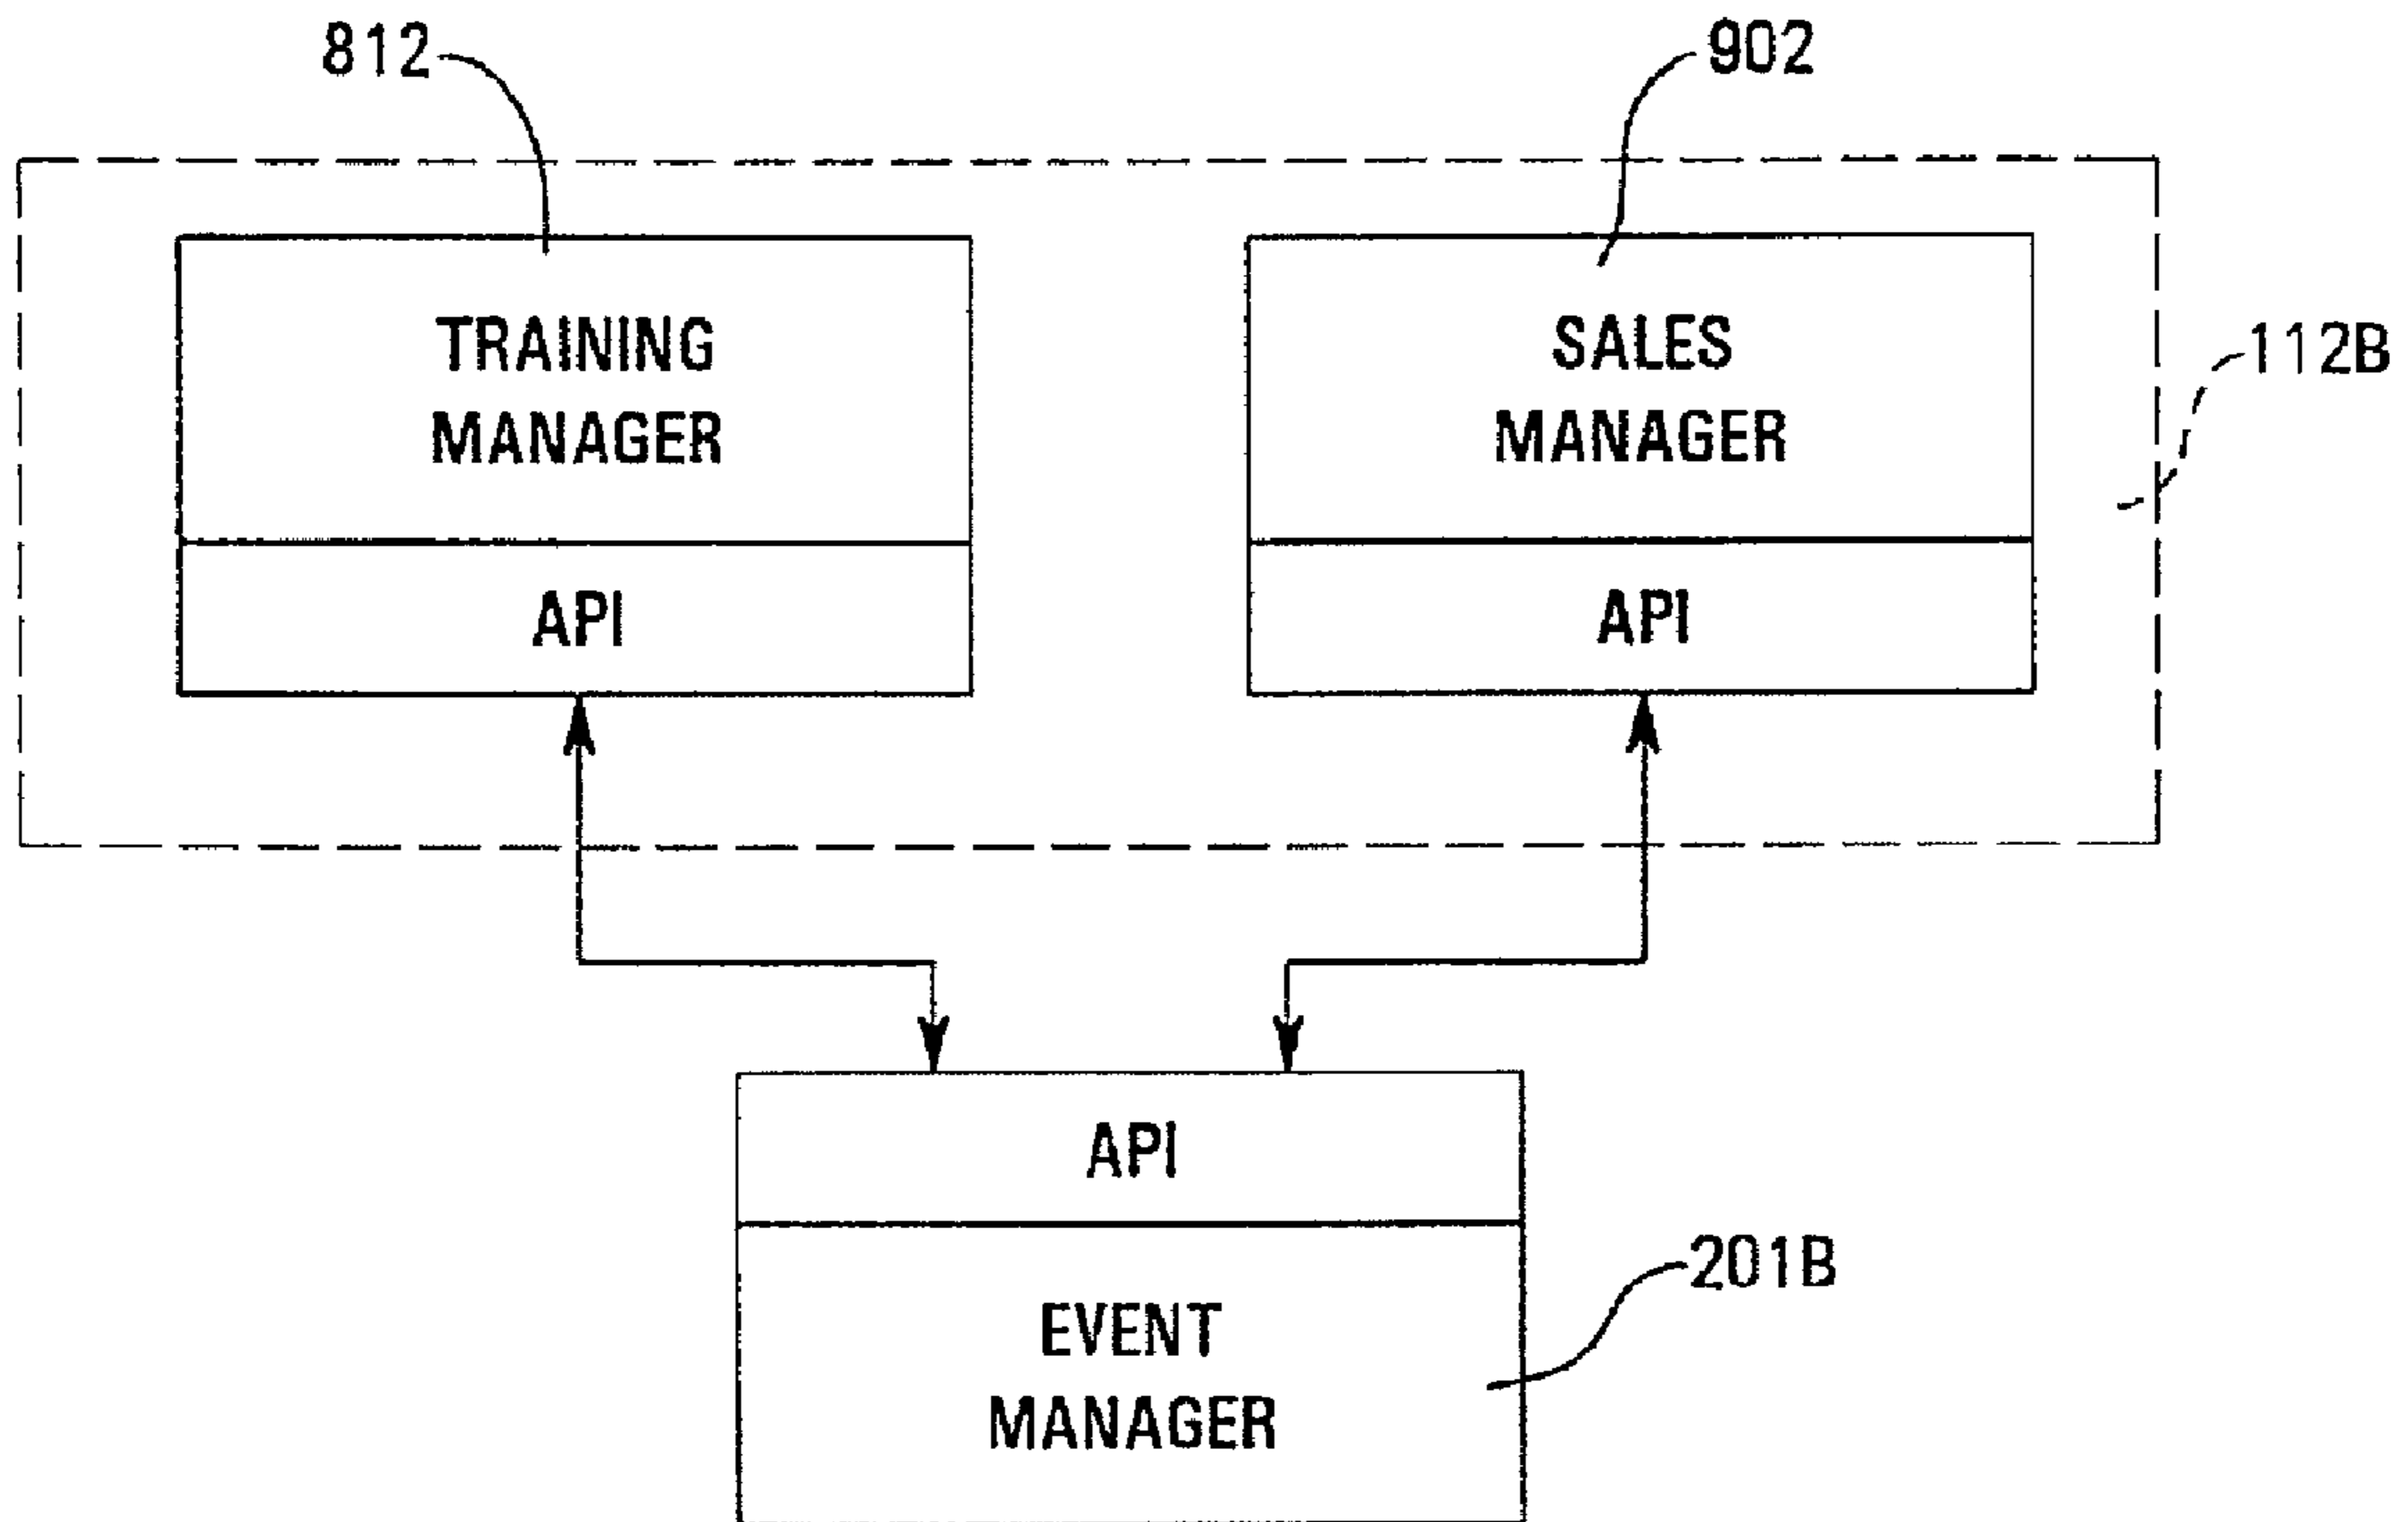 812
902
TRAINING
MANAGER
API
SALES
MANAGER
API
112B
API
EVENT
MANAGER
201B